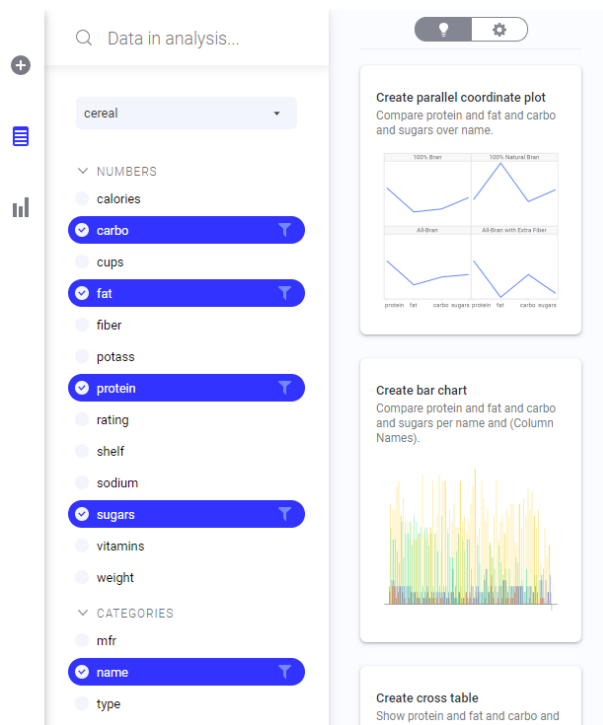 Data in analysis...
cereal
NUMBERS
calories
carbo
cups
fat
fiber
potass
protein
rating
shelf
sodium
sugars
vitamins
weight
CATEGORIES
mfr
name
type
Create parallel coordinate plot
Compare protein and fat and carbo
and sugars over name.
100% Bran 100% Natural Bran
All-Bran All-Bran with Extra Fiber
protein fat carbo sugars protein fat carbo sugars
Create bar chart
Compare protein and fat and carbo
and sugars per name and (Column
Names).
Create cross table
Show protein and fat and carbo and